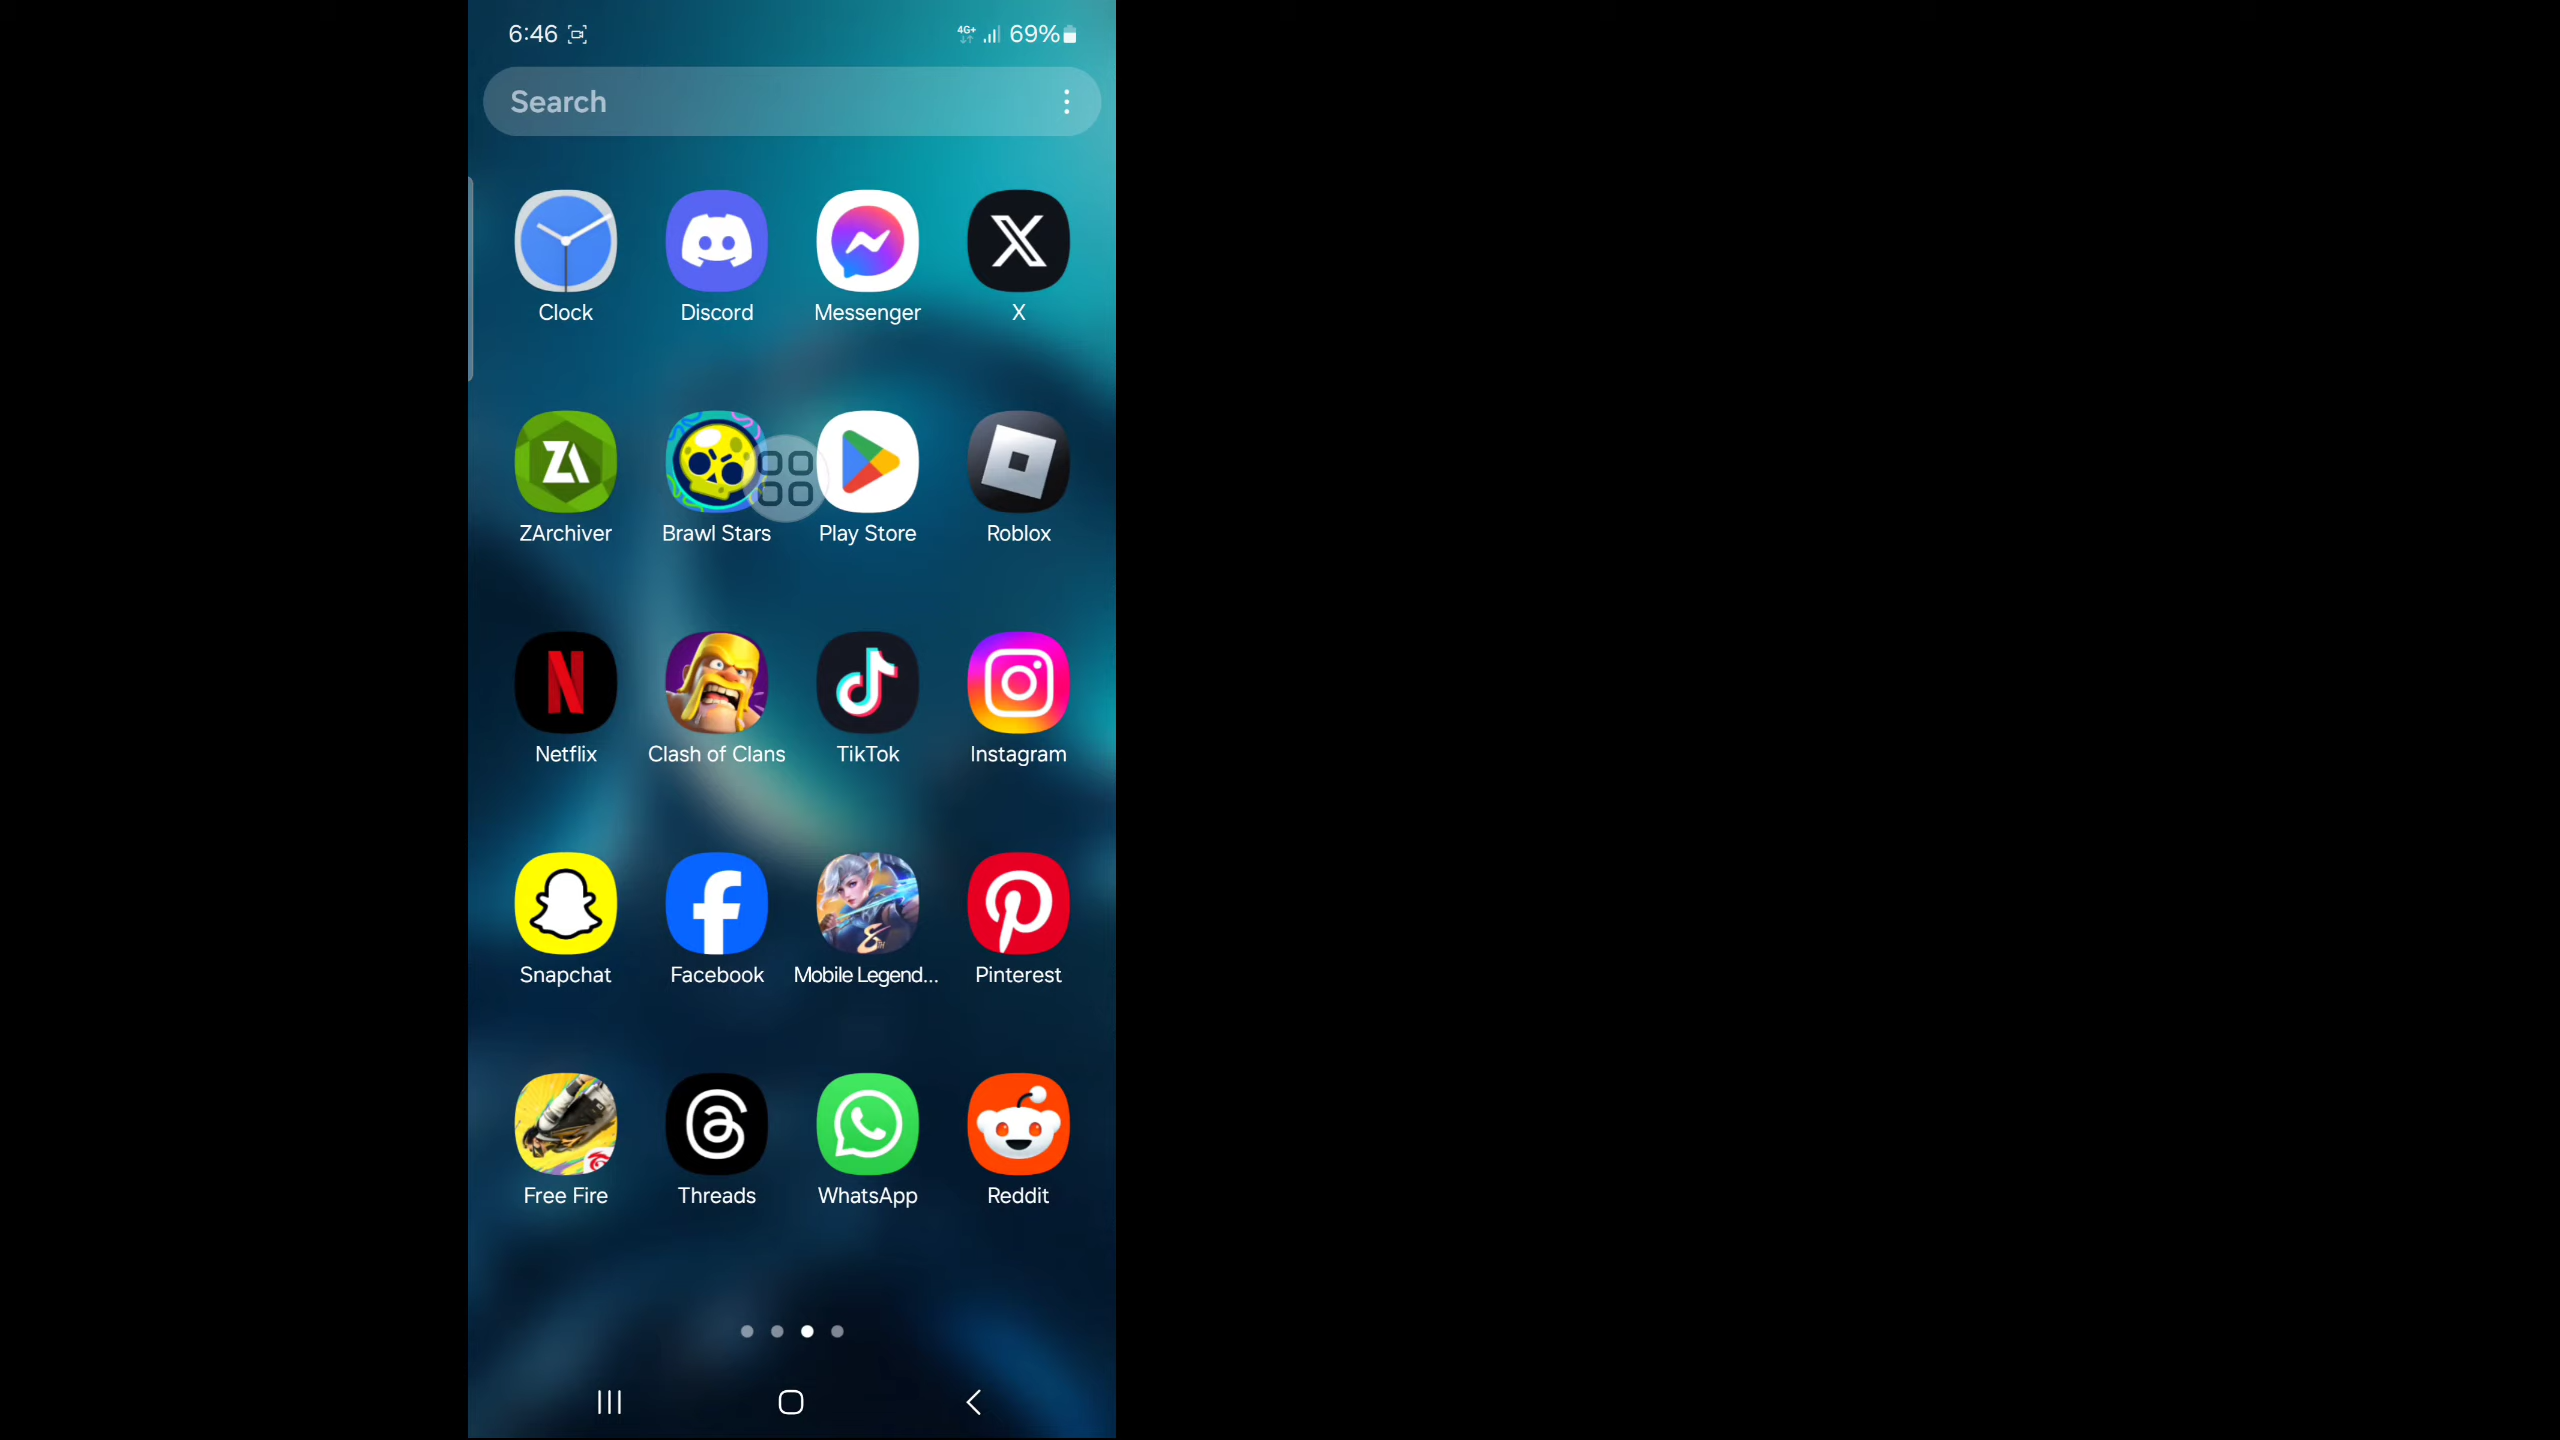 6:46 4G+ 69%
Search
Clock Discord Messenger X
ZArchiver Brawl Stars Play Store Roblox
Netflix Clash of Clans TikTok Instagram
Snapchat Facebook Mobile Legend... Pinterest
Free Fire Threads WhatsApp Reddit